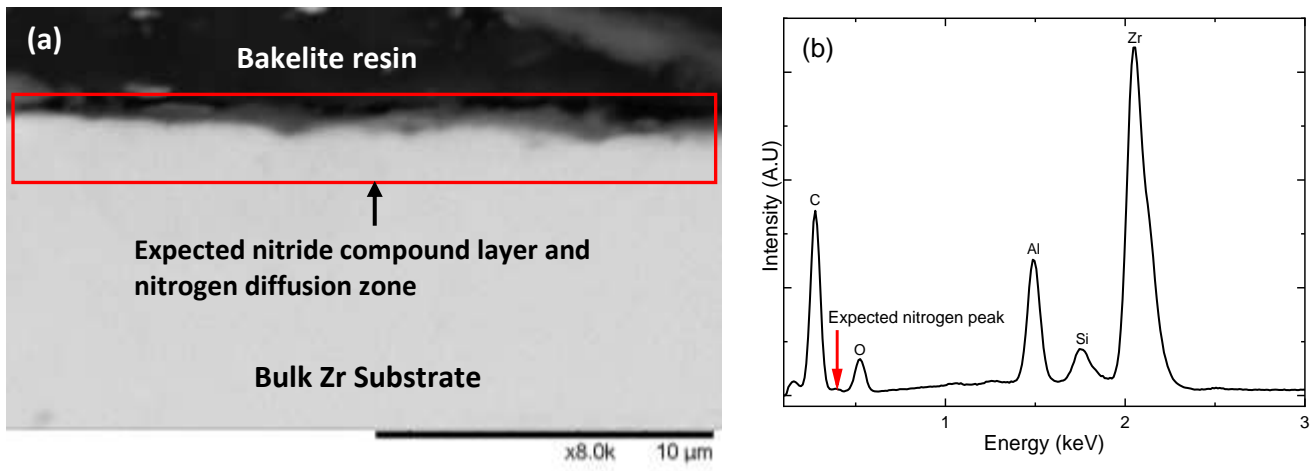 (a)
Bakelite resin
Expected nitride compound layer and
nitrogen diffusion zone
Bulk Zr Substrate
x8.0k 10 µm
(b)
Zr
C
Al
Expected nitrogen peak
O
Si
Intensity (A.U)
1 2 3
Energy (keV)